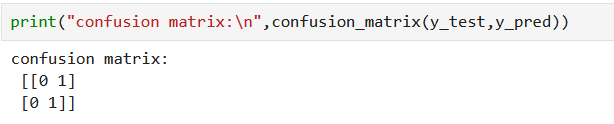 print("confusion matrix:\n",confusion_matrix(y_test,y_pred))
confusion matrix:
 [[0 1]
 [0 1]]